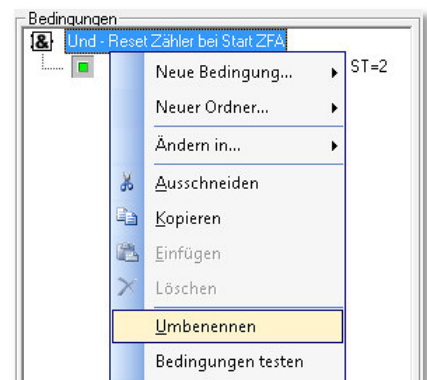 Bedingungen
& Und - Reset Zähler bei Start ZFA
ST=2
Neue Bedingung...
Neuer Ordner...
Ändern in...
Ausschneiden
Kopieren
Einfügen
Löschen
Umbenennen
Bedingungen testen